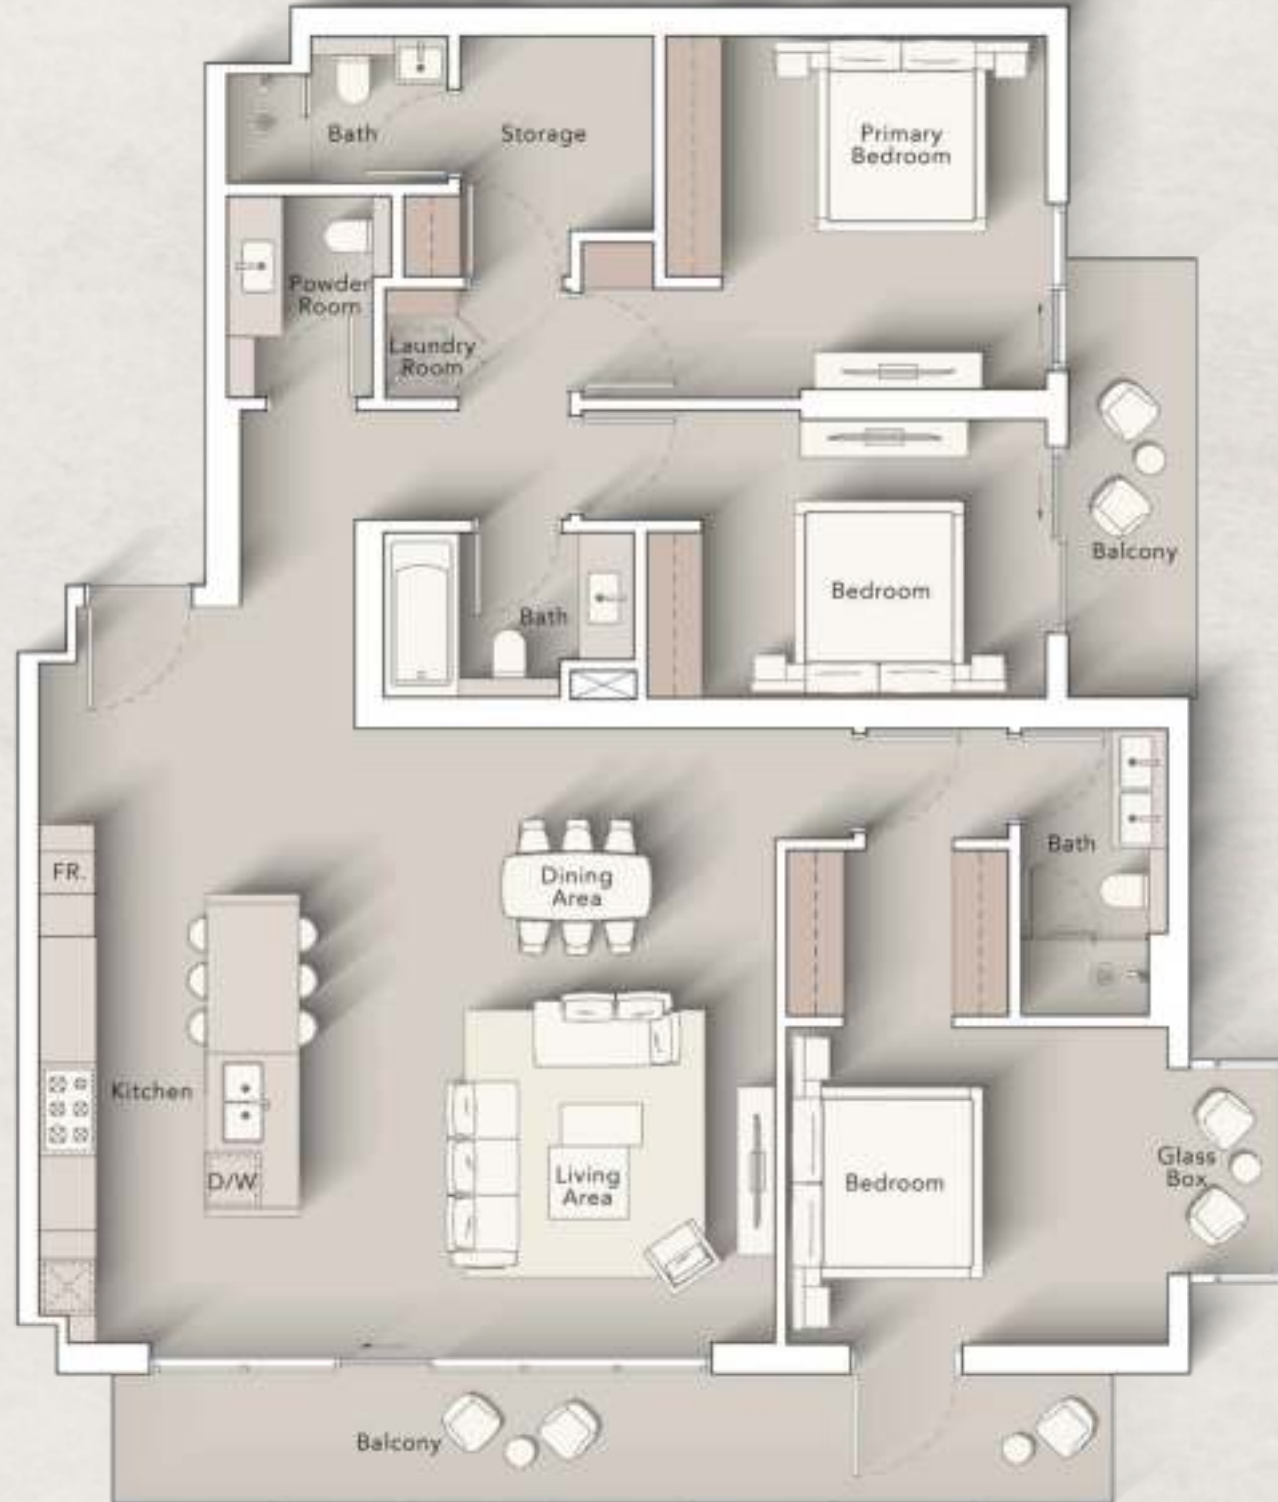 Bath
Storage
Primary
Bedroom
Powder
Room
Laundry
Room
Balcony
Bedroom
Bath
Bath
FR.
Dining
Area
Kitchen
D/W
Living
Area
Bedroom
Glass
Box
Balcony